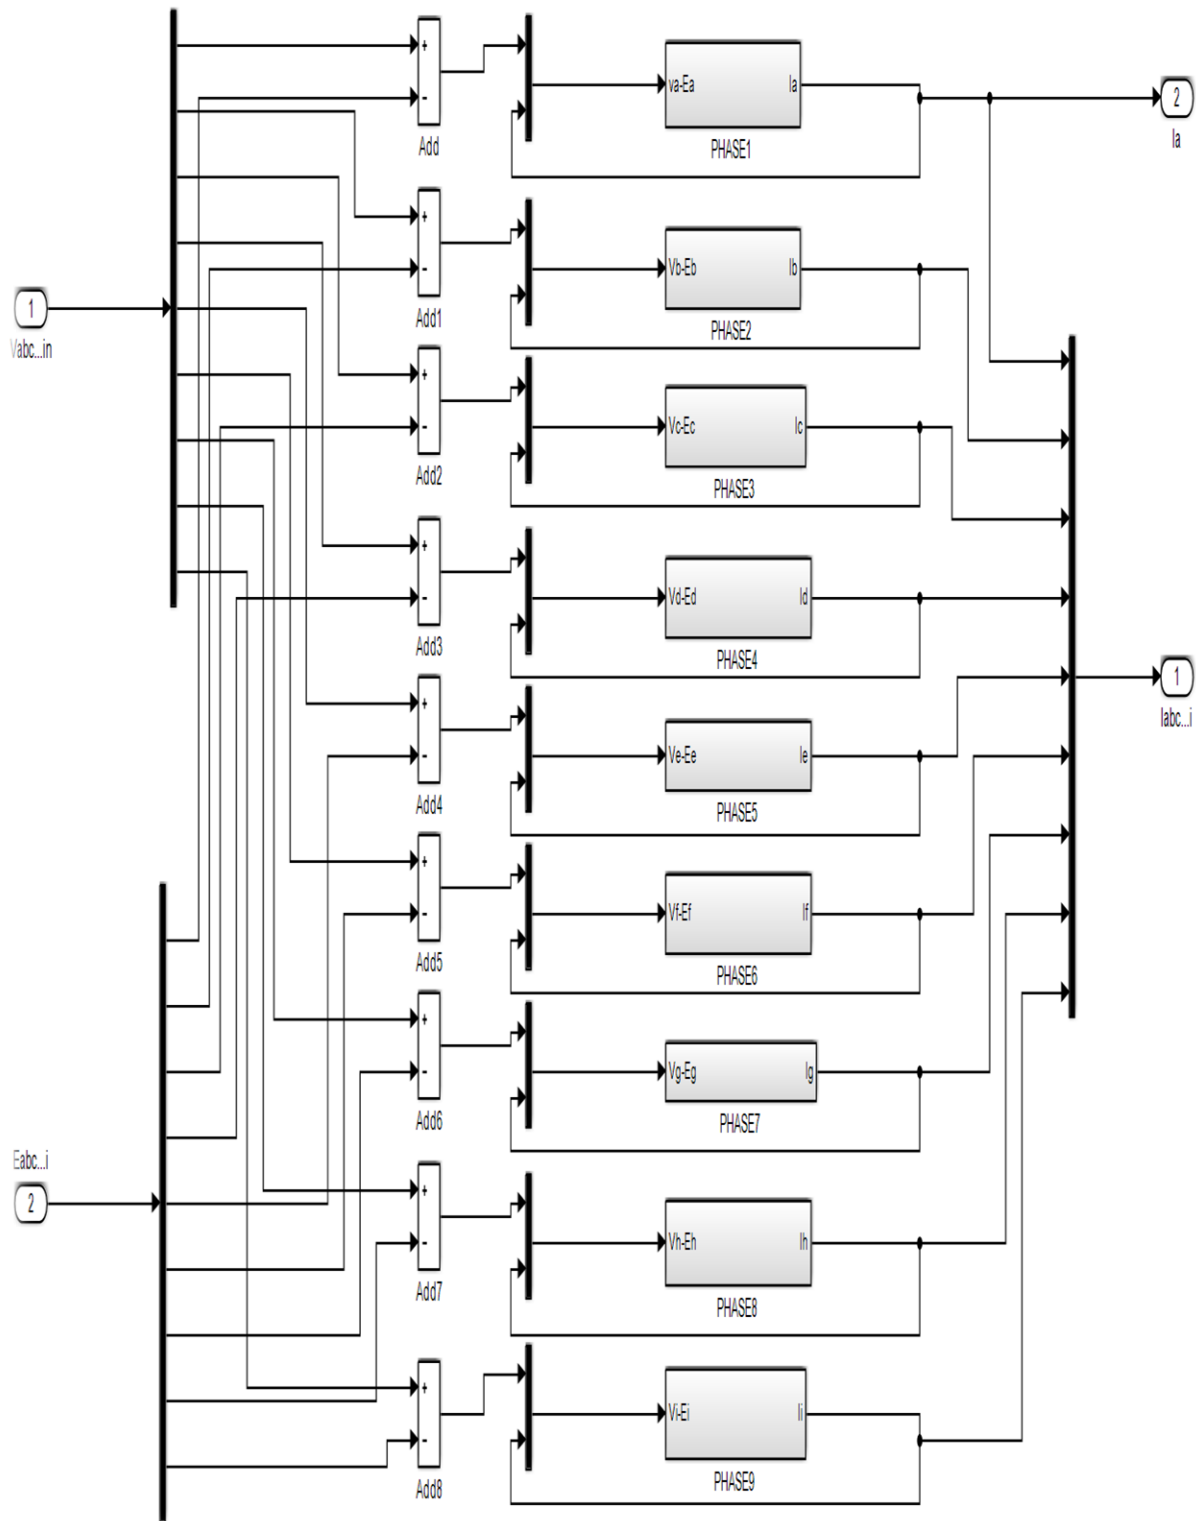 +
-
Add
va-Ea
Ia
PHASE1
2
Ia
+
-
Add1
Vb-Eb
Ib
PHASE2
1
Vabc...in
+
-
Add2
Vc-Ec
Ic
PHASE3
+
-
Add3
Vd-Ed
Id
PHASE4
+
-
Add4
Ve-Ee
Ie
PHASE5
1
Iabc...i
+
-
Add5
Vf-Ef
If
PHASE6
+
-
Add6
Vg-Eg
Ig
PHASE7
Eabc...i
2
+
-
Add7
Vh-Eh
Ih
PHASE8
+
-
Add8
Vi-Ei
Ii
PHASE9